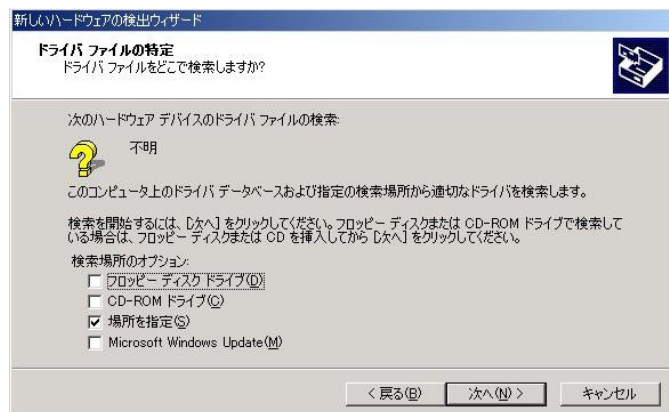 新しいハードウェアの検出ウィザード
ドライバ ファイルの特定
ドライバ ファイルをどこで検索しますか?
次のハードウェア デバイスのドライバ ファイルの検索:
不明
このコンピュータ上のドライバ データベースおよび指定の検索場所から適切なドライバを検索します。
検索を開始するには、[次へ] をクリックしてください。フロッピー ディスクまたは CD-ROM ドライブで検索して
いる場合は、フロッピー ディスクまたは CD を挿入してから [次へ] をクリックしてください。
検索場所のオプション:
フロッピー ディスク ドライブ(D)
CD-ROM ドライブ(C)
場所を指定(S)
Microsoft Windows Update(M)
< 戻る(B)
次へ(N) >
キャンセル